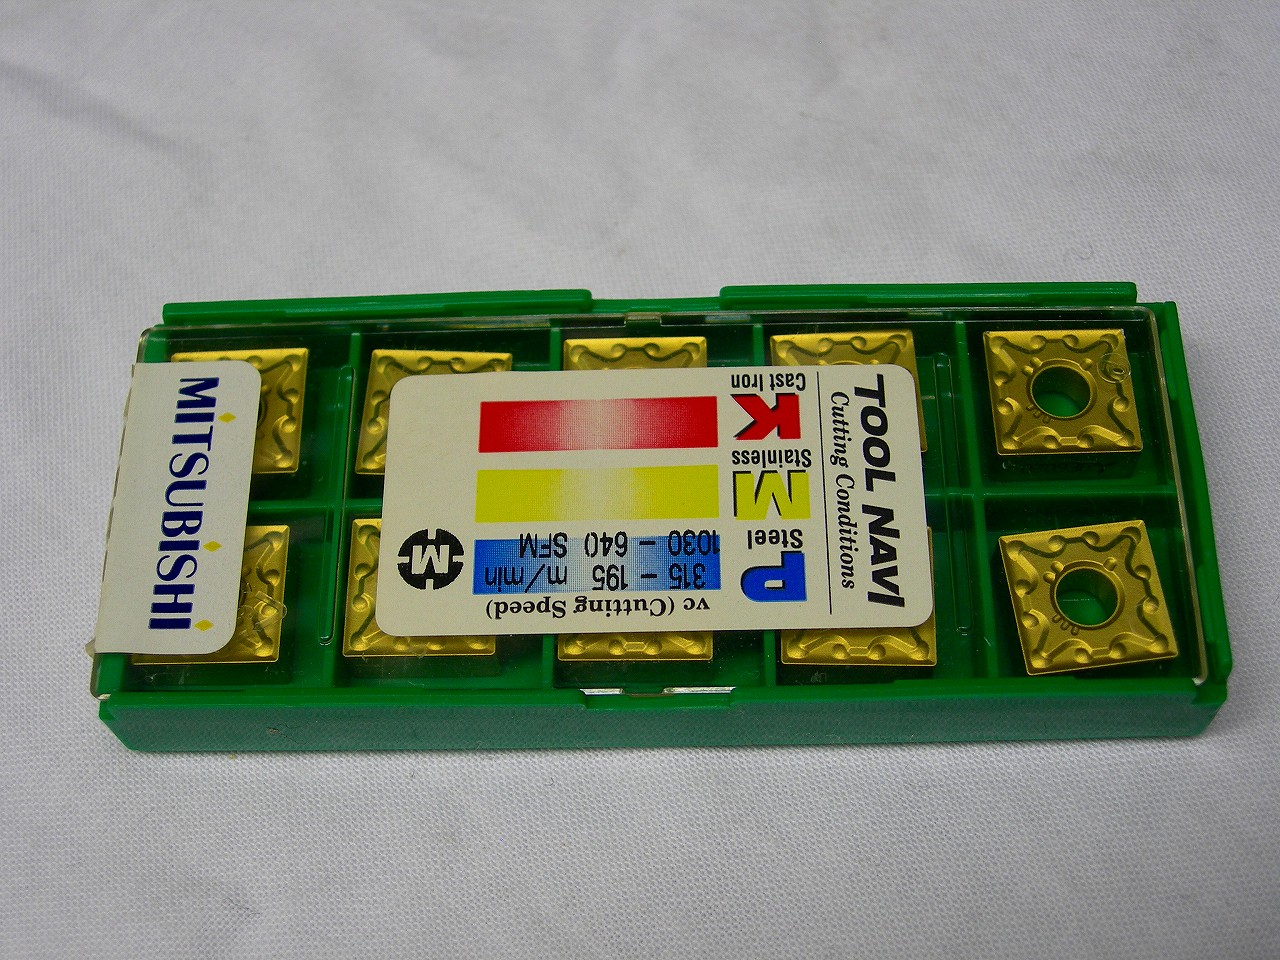 MITSUBISHI
TOOL NAVI
Cutting Conditions
vc (Cutting Speed)
P
Steel
315 - 195 m/min
1030 - 640 SFM
M
Stainless
K
Cast Iron
M